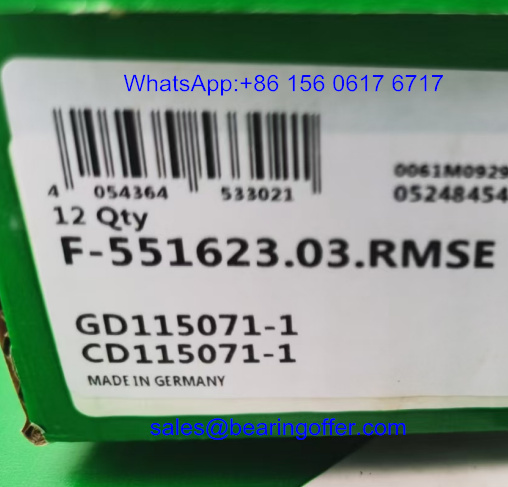 WhatsApp:+86 156 0617 6717
0061M0929
05248454
4 054364 533021
12 Qty
F-551623.03.RMSE
GD115071-1
CD115071-1
MADE IN GERMANY
sales@bearingoffer.com